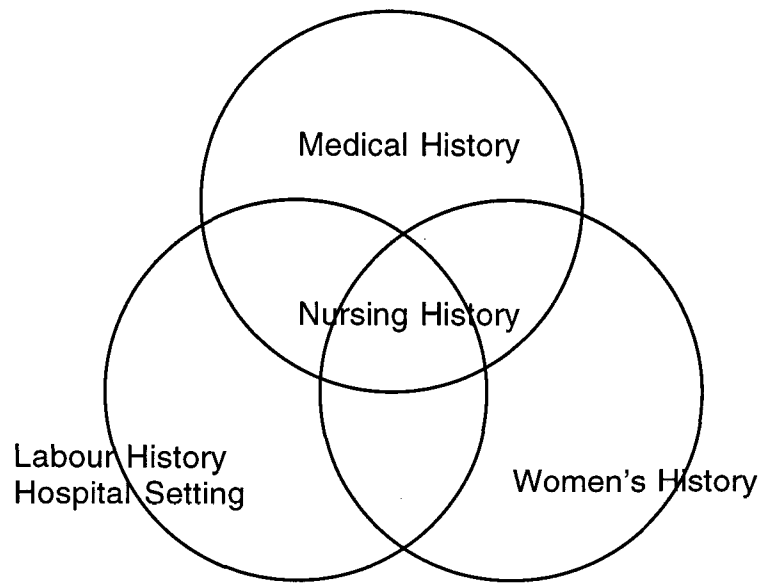 Medical History
Nursing History
Labour History
Hospital Setting
Women's History